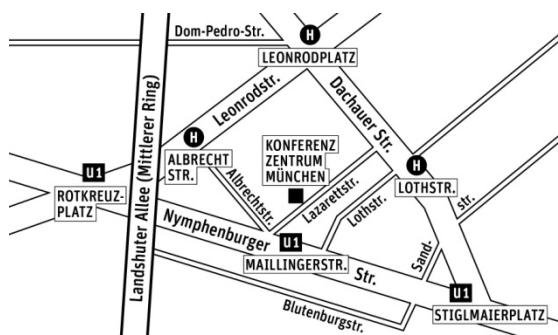 Dom-Pedro-Str.
H
LEONRODPLATZ
Landshuter Allee (Mittlerer Ring)
Leonrodstr.
Dachauer Str.
H
ALBRECHT
STR.
KONFERENZ
ZENTRUM
MÜNCHEN
H
LOTHSTR.
U1
ROTKREUZ-
PLATZ
Albrechtstr.
Lazarettstr.
Lothstr.
Sand-
str.
Nymphenburger
Str.
U1
MAILLINGERSTR.
Blutenburgstr.
U1
STIGLMAIERPLATZ